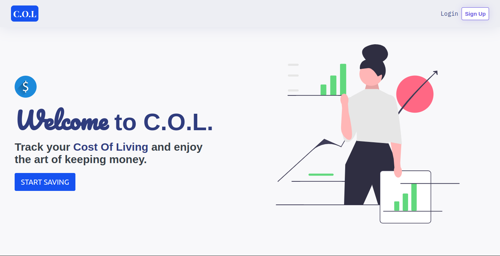 C.O.L
Login
Sign Up
$
Welcome to C.O.L.
Track your Cost Of Living and enjoy
the art of keeping money.
START SAVING